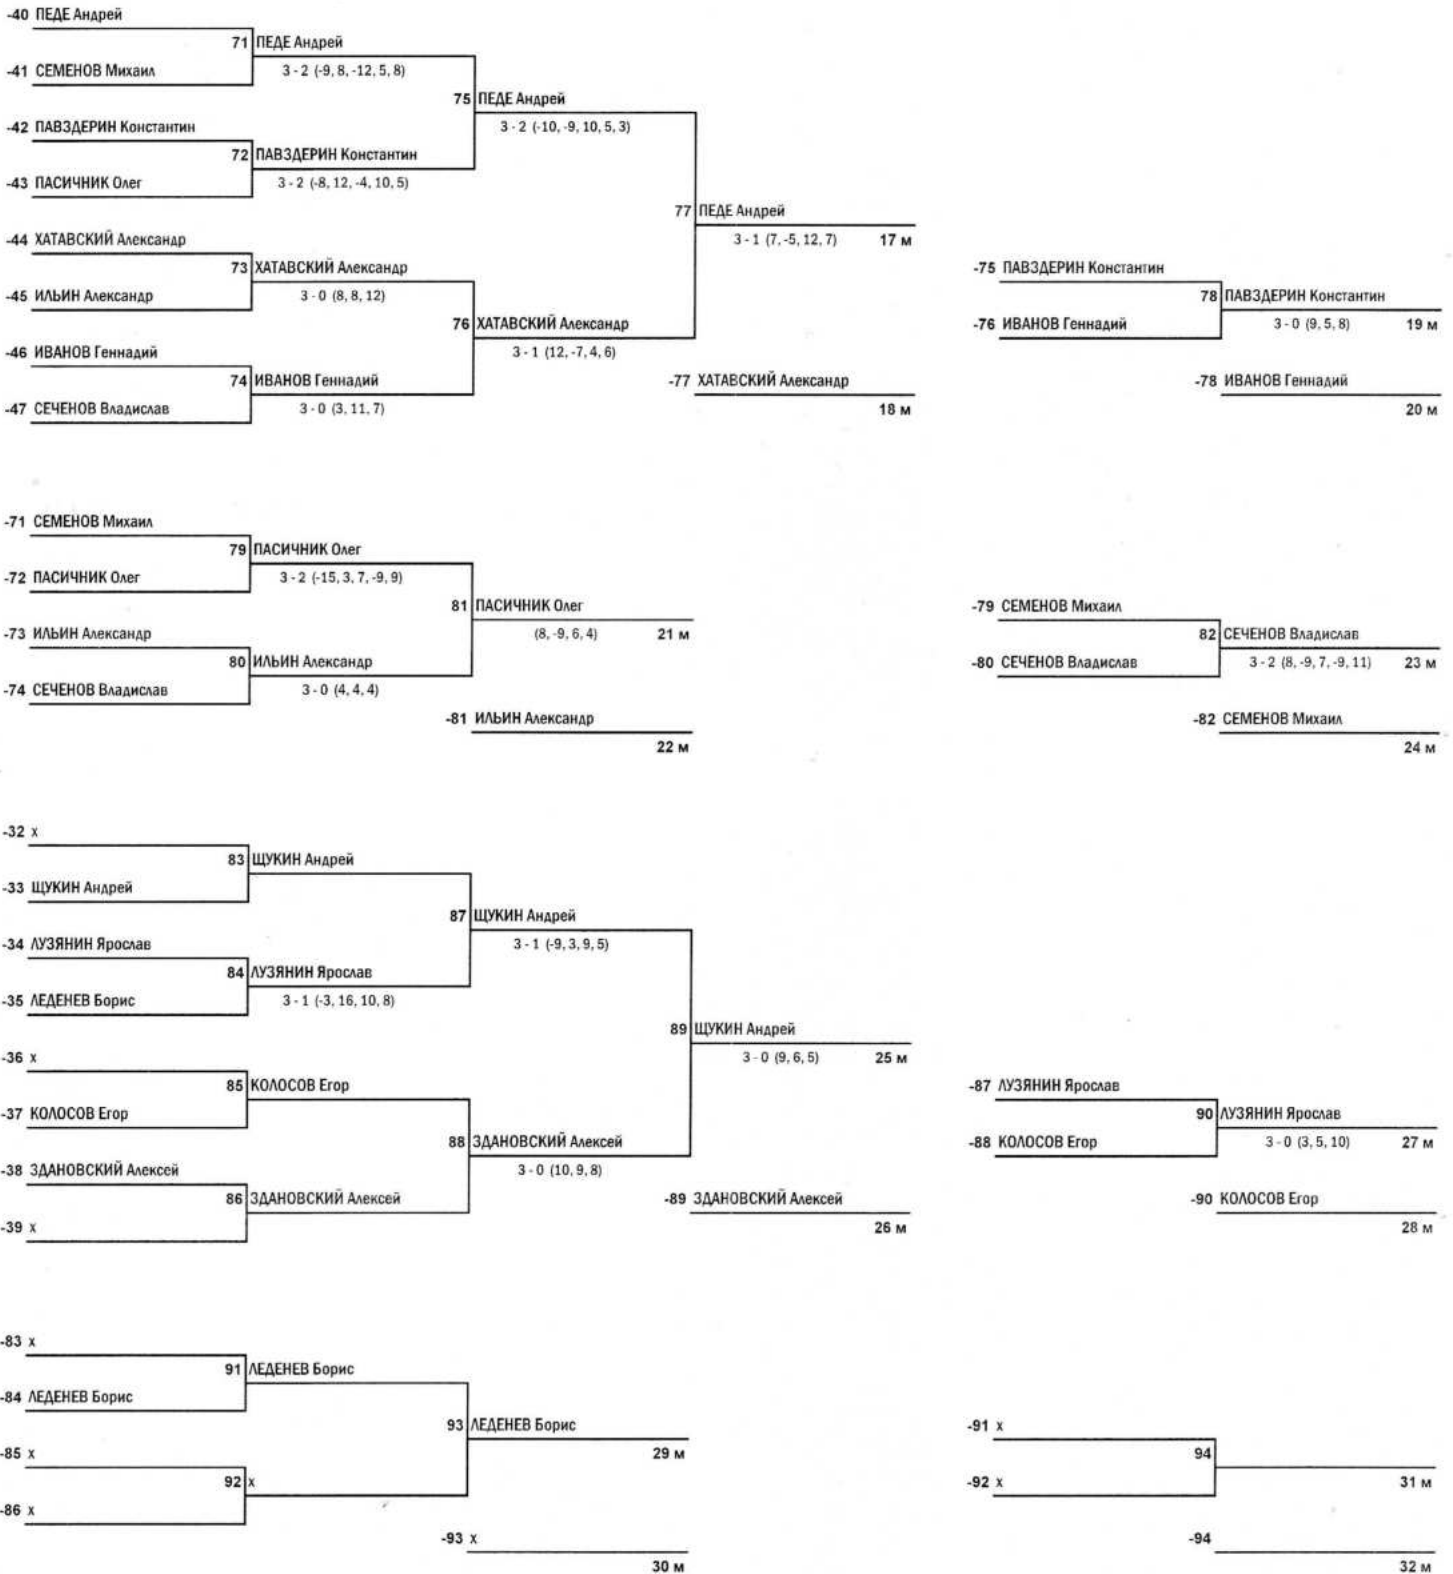 -40 ПЕДЕ Андрей
71 ПЕДЕ Андрей
-41 СЕМЕНОВ Михаил
3 - 2 (-9, 8, -12, 5, 8)
75 ПЕДЕ Андрей
-42 ПАВЗДЕРИН Константин
3 - 2 (-10, -9, 10, 5, 3)
72 ПАВЗДЕРИН Константин
-43 ПАСИЧНИК Олег
3 - 2 (-8, 12, -4, 10, 5)
77 ПЕДЕ Андрей
-44 ХАТАВСКИЙ Александр
3 - 1 (7, -5, 12, 7) 17 м
73 ХАТАВСКИЙ Александр
-75 ПАВЗДЕРИН Константин
-45 ИЛЬИН Александр
3 - 0 (8, 8, 12)
78 ПАВЗДЕРИН Константин
76 ХАТАВСКИЙ Александр
-76 ИВАНОВ Геннадий
3 - 0 (9, 5, 8) 19 м
-46 ИВАНОВ Геннадий
3 - 1 (12, -7, 4, 6)
74 ИВАНОВ Геннадий
-77 ХАТАВСКИЙ Александр
-78 ИВАНОВ Геннадий
-47 СЕЧЕНОВ Владислав
3 - 0 (3, 11, 7)
18 м
20 м
-71 СЕМЕНОВ Михаил
79 ПАСИЧНИК Олег
-72 ПАСИЧНИК Олег
3 - 2 (-15, 3, 7, -9, 9)
81 ПАСИЧНИК Олег
-79 СЕМЕНОВ Михаил
-73 ИЛЬИН Александр
(8, -9, 6, 4) 21 м
82 СЕЧЕНОВ Владислав
80 ИЛЬИН Александр
-80 СЕЧЕНОВ Владислав
3 - 2 (8, -9, 7, -9, 11) 23 м
-74 СЕЧЕНОВ Владислав
3 - 0 (4, 4, 4)
-81 ИЛЬИН Александр
-82 СЕМЕНОВ Михаил
22 м
24 м
-32 х
83 ЩУКИН Андрей
-33 ЩУКИН Андрей
87 ЩУКИН Андрей
-34 ЛУЗЯНИН Ярослав
3 - 1 (-9, 3, 9, 5)
84 ЛУЗЯНИН Ярослав
-35 ЛЕДЕНЕВ Борис
3 - 1 (-3, 16, 10, 8)
89 ЩУКИН Андрей
-36 х
3 - 0 (9, 6, 5) 25 м
85 КОЛОСОВ Егор
-87 ЛУЗЯНИН Ярослав
-37 КОЛОСОВ Егор
90 ЛУЗЯНИН Ярослав
88 ЗДАНОВСКИЙ Алексей
-88 КОЛОСОВ Егор
3 - 0 (3, 5, 10) 27 м
-38 ЗДАНОВСКИЙ Алексей
3 - 0 (10, 9, 8)
86 ЗДАНОВСКИЙ Алексей
-89 ЗДАНОВСКИЙ Алексей
-90 КОЛОСОВ Егор
-39 х
26 м
28 м
-83 х
91 ЛЕДЕНЕВ Борис
-84 ЛЕДЕНЕВ Борис
93 ЛЕДЕНЕВ Борис
-91 х
-85 х
29 м
94
92 х
-92 х
31 м
-86 х
-93 х
-94
30 м
32 м